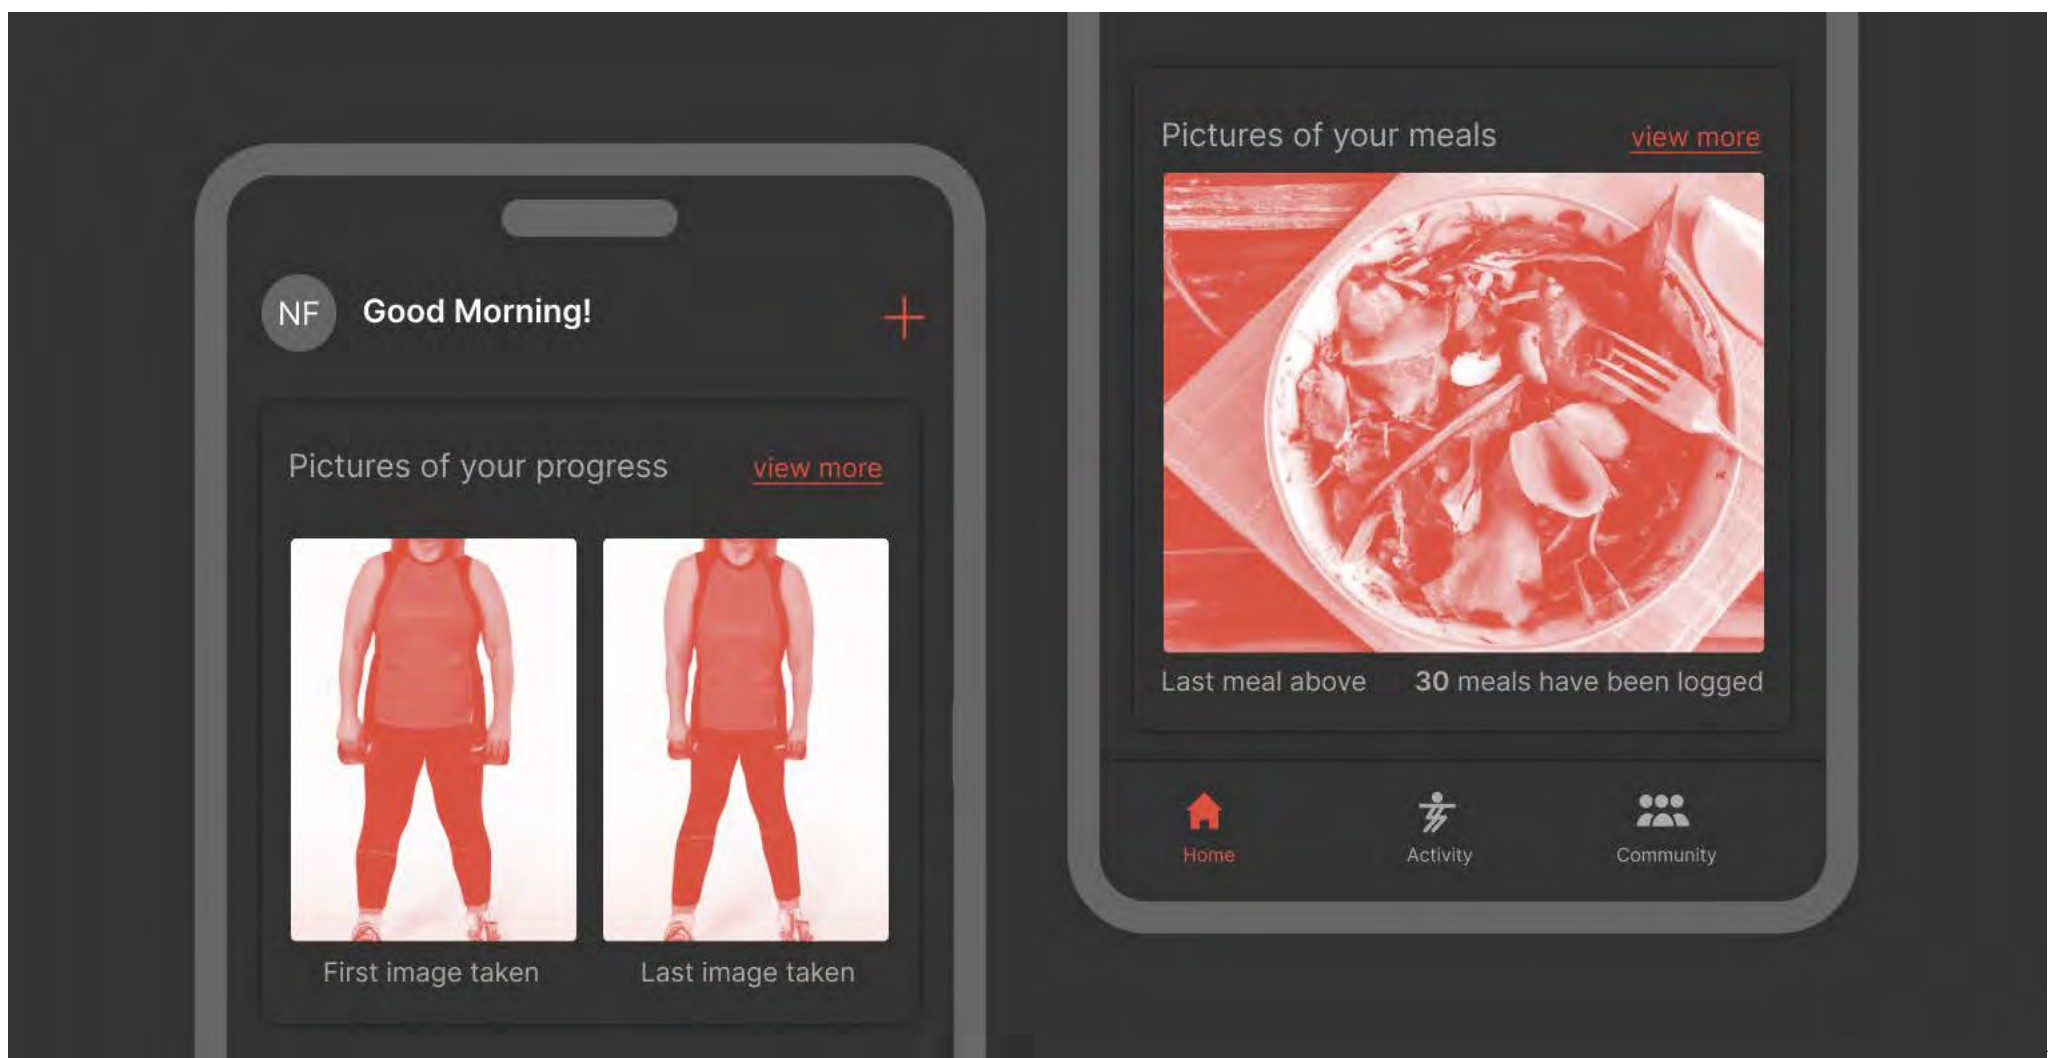 NF
Good Morning!
Pictures of your progress
view more
First image taken
Last image taken
Pictures of your meals
view more
Last meal above
30 meals have been logged
Home
Activity
Community